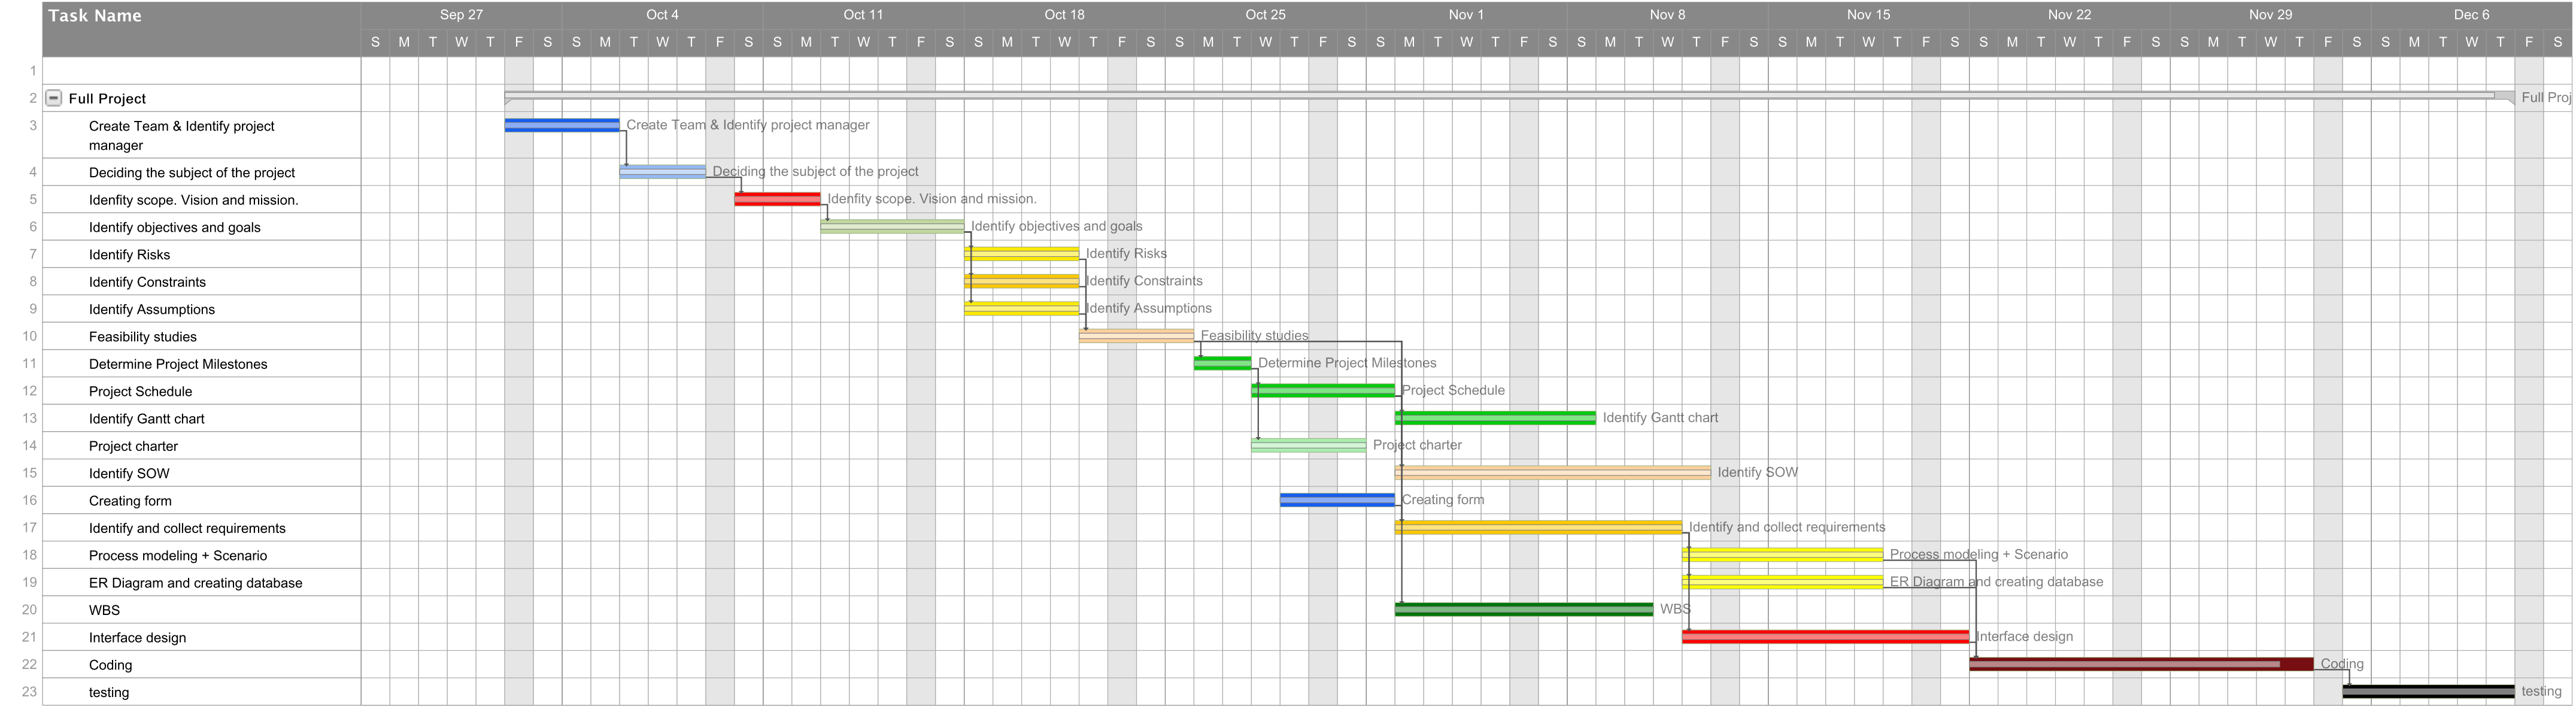 Task Name
Sep 27 Oct 4 Oct 11 Oct 18 Oct 25 Nov 1 Nov 8 Nov 15 Nov 22 Nov 29 Dec 6
S M T W T F S S M T W T F S S M T W T F S S M T W T F S S M T W T F S S M T W T F S S M T W T F S S M T W T F S S M T W T F S S M T W T F S S M T W T F S
1
2 Full Project Full Proj
3 Create Team & Identify project Create Team & Identify project manager
manager
4 Deciding the subject of the project Deciding the subject of the project
5 Idenfity scope. Vision and mission. Idenfity scope. Vision and mission.
6 Identify objectives and goals Identify objectives and goals
7 Identify Risks Identify Risks
8 Identify Constraints Identify Constraints
9 Identify Assumptions Identify Assumptions
10 Feasibility studies Feasibility studies
11 Determine Project Milestones Determine Project Milestones
12 Project Schedule Project Schedule
13 Identify Gantt chart Identify Gantt chart
14 Project charter Project charter
15 Identify SOW Identify SOW
16 Creating form Creating form
17 Identify and collect requirements Identify and collect requirements
18 Process modeling + Scenario Process modeling + Scenario
19 ER Diagram and creating database ER Diagram and creating database
20 WBS WBS
21 Interface design Interface design
22 Coding Coding
23 testing testing